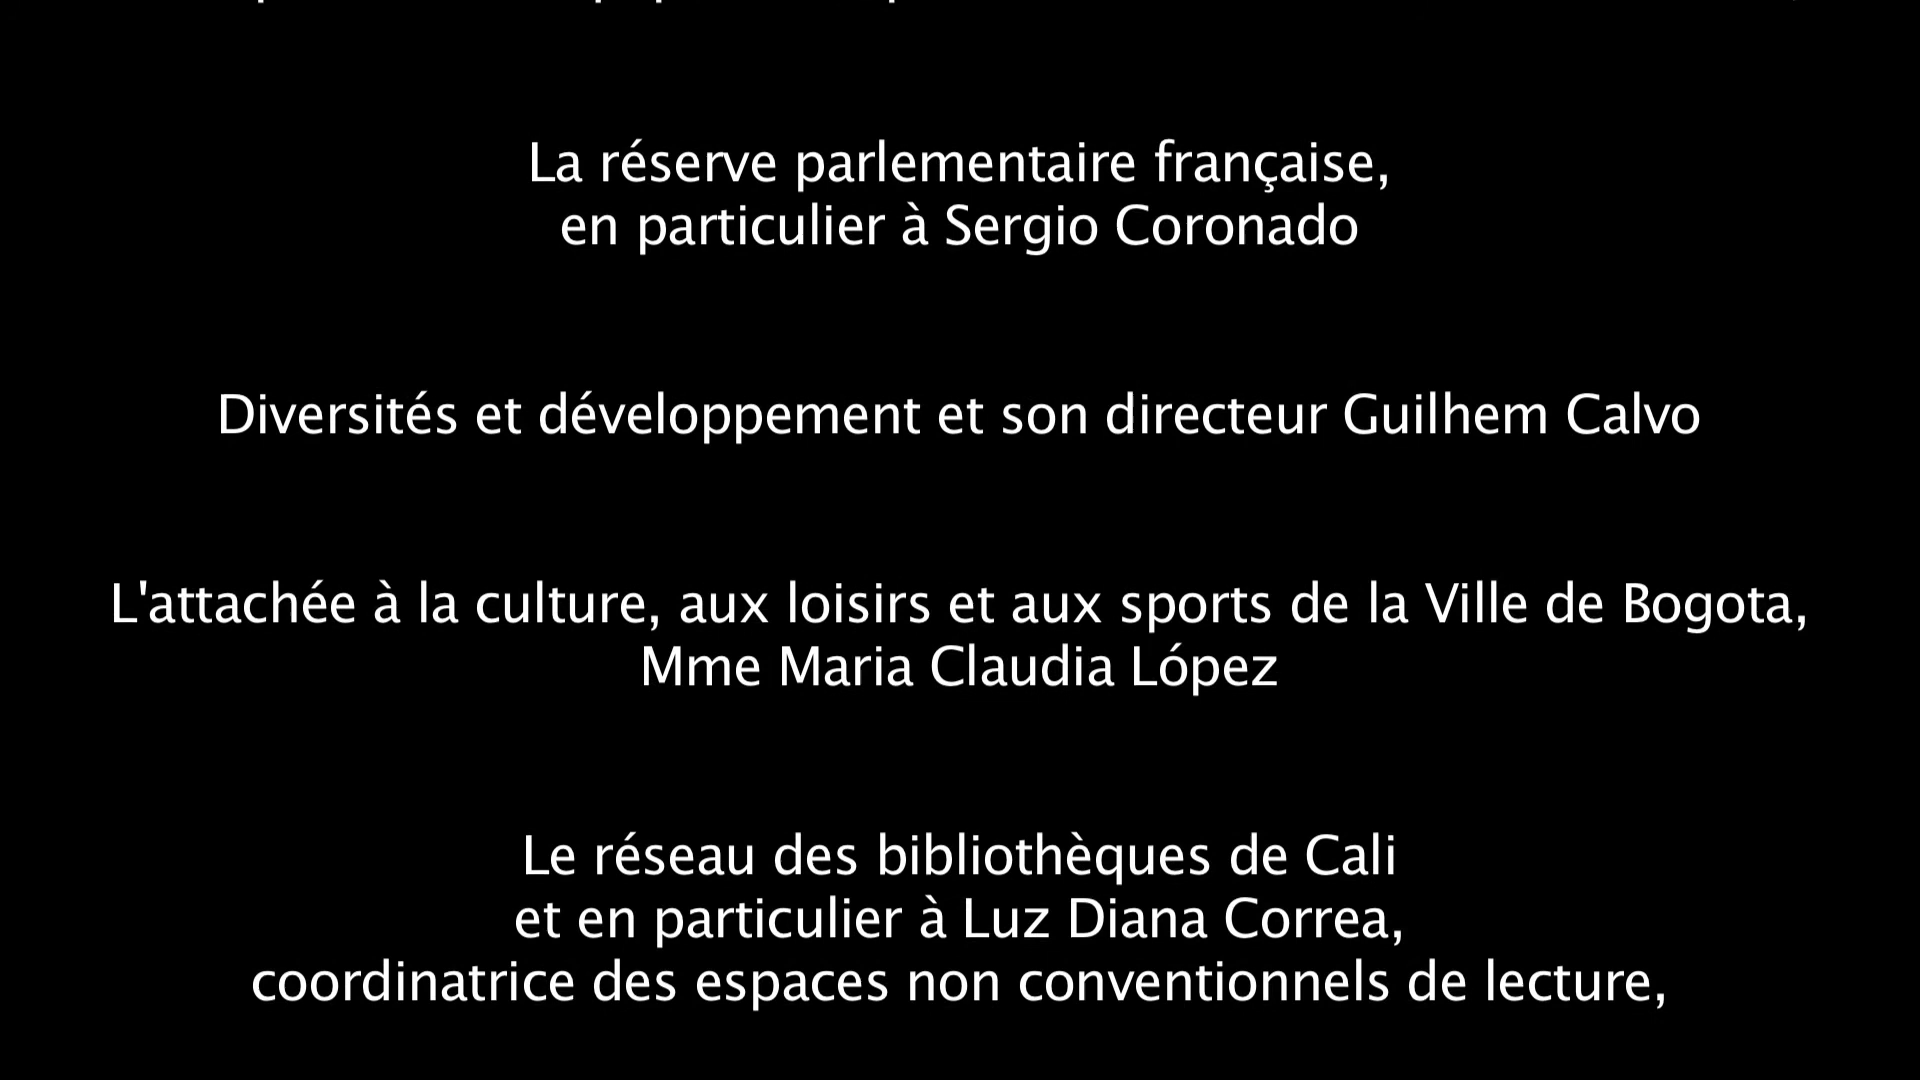 La réserve parlementaire française,
en particulier à Sergio Coronado
Diversités et développement et son directeur Guilhem Calvo
L'attachée à la culture, aux loisirs et aux sports de la Ville de Bogota,
Mme Maria Claudia López
Le réseau des bibliothèques de Cali
et en particulier à Luz Diana Correa,
coordinatrice des espaces non conventionnels de lecture,